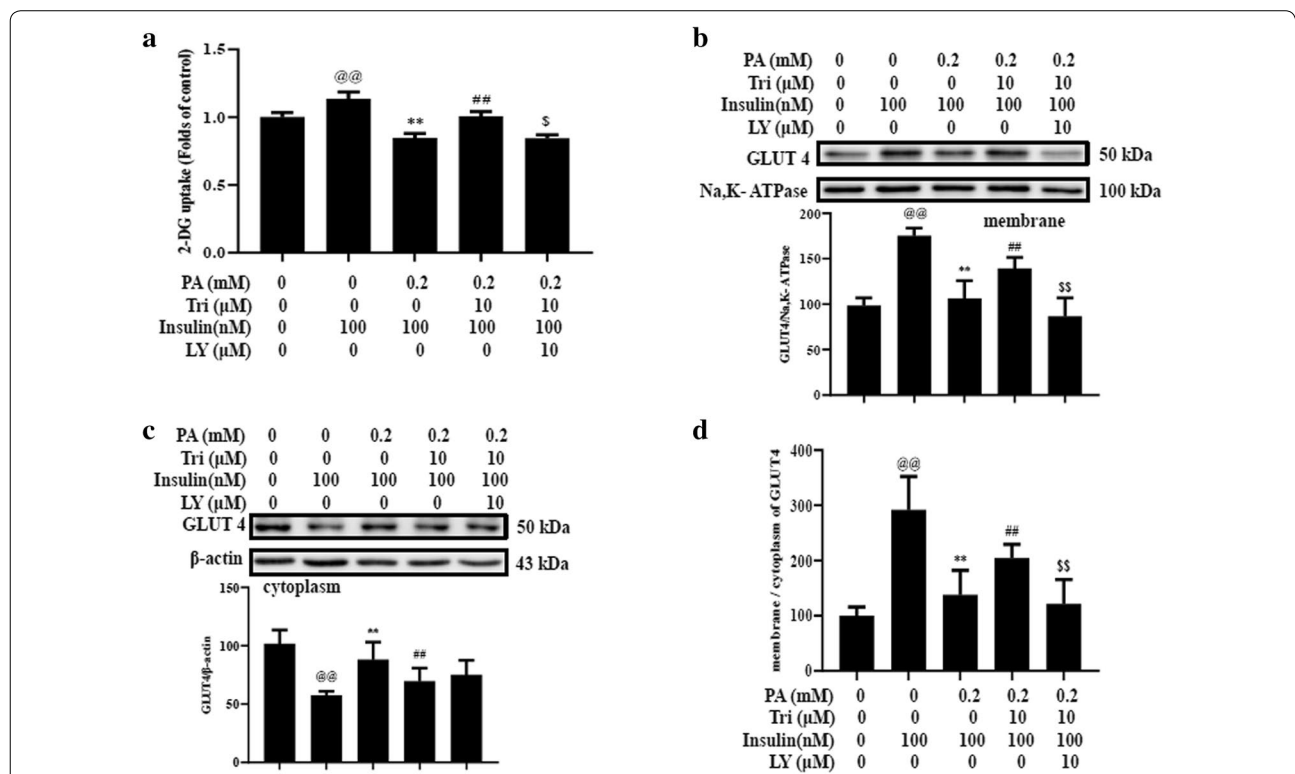 a
2-DG uptake (Folds of control)
1.5
1.0
0.5
0.0
@@
**
##
$
PA (mM) 0 0 0.2 0.2 0.2
Tri (μM) 0 0 0 10 10
Insulin(nM) 0 100 100 100 100
LY (μM) 0 0 0 0 10
b
PA (mM) 0 0 0.2 0.2 0.2
Tri (μM) 0 0 0 10 10
Insulin(nM) 0 100 100 100 100
LY (μM) 0 0 0 0 10
GLUT 4 50 kDa
Na,K- ATPase 100 kDa
membrane
GLUT4/Na,K- ATPase
200
150
100
50
0
@@
**
##
$$
c
PA (mM) 0 0 0.2 0.2 0.2
Tri (μM) 0 0 0 10 10
Insulin(nM) 0 100 100 100 100
LY (μM) 0 0 0 0 10
GLUT 4 50 kDa
β-actin 43 kDa
cytoplasm
GLUT4/β-actin
150
100
50
0
@@
**
##
d
membrane / cytoplasm of GLUT4
400
300
200
100
0
@@
**
##
$$
PA (mM) 0 0 0.2 0.2 0.2
Tri (μM) 0 0 0 10 10
Insulin(nM) 0 100 100 100 100
LY (μM) 0 0 0 0 10